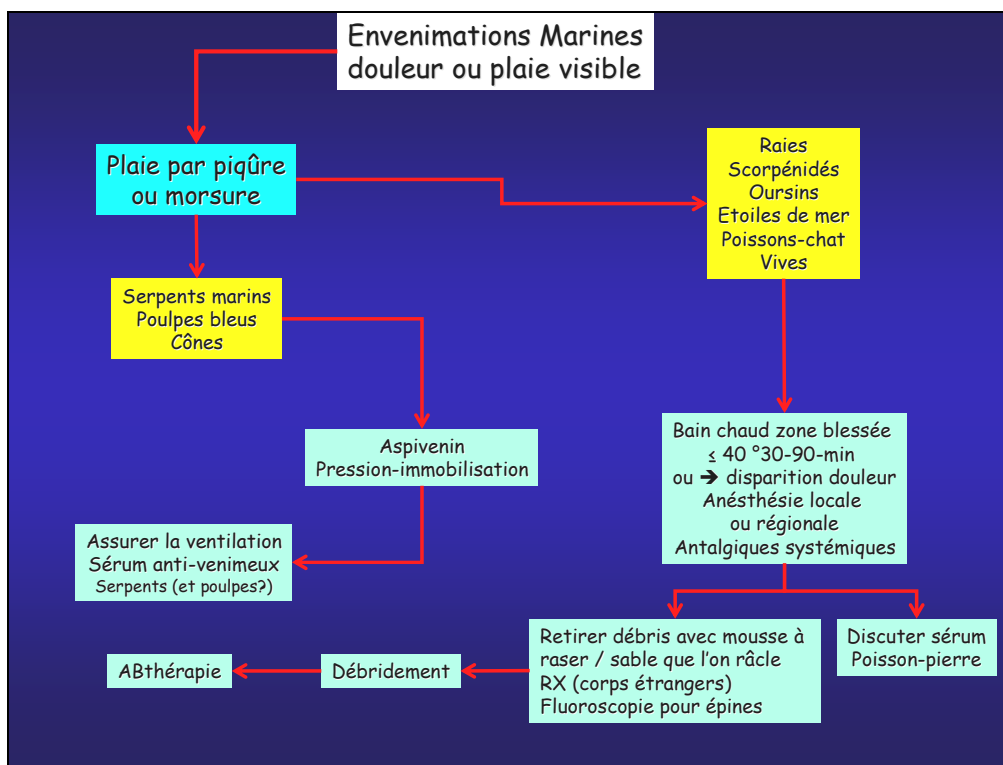 Envenimations Marines
douleur ou plaie visible
Plaie par piqûre
ou morsure
Raies
Scorpénidés
Oursins
Etoiles de mer
Poissons-chat
Vives
Serpents marins
Poulpes bleus
Cônes
Aspivenin
Pression-immobilisation
Bain chaud zone blessée
≤ 40 °30-90-min
ou ➔ disparition douleur
Anésthésie locale
ou régionale
Antalgiques systémiques
Assurer la ventilation
Sérum anti-venimeux
Serpents (et poulpes?)
Retirer débris avec mousse à
raser / sable que l'on râcle
RX (corps étrangers)
Fluoroscopie pour épines
Discuter sérum
Poisson-pierre
Débridement
ABthérapie